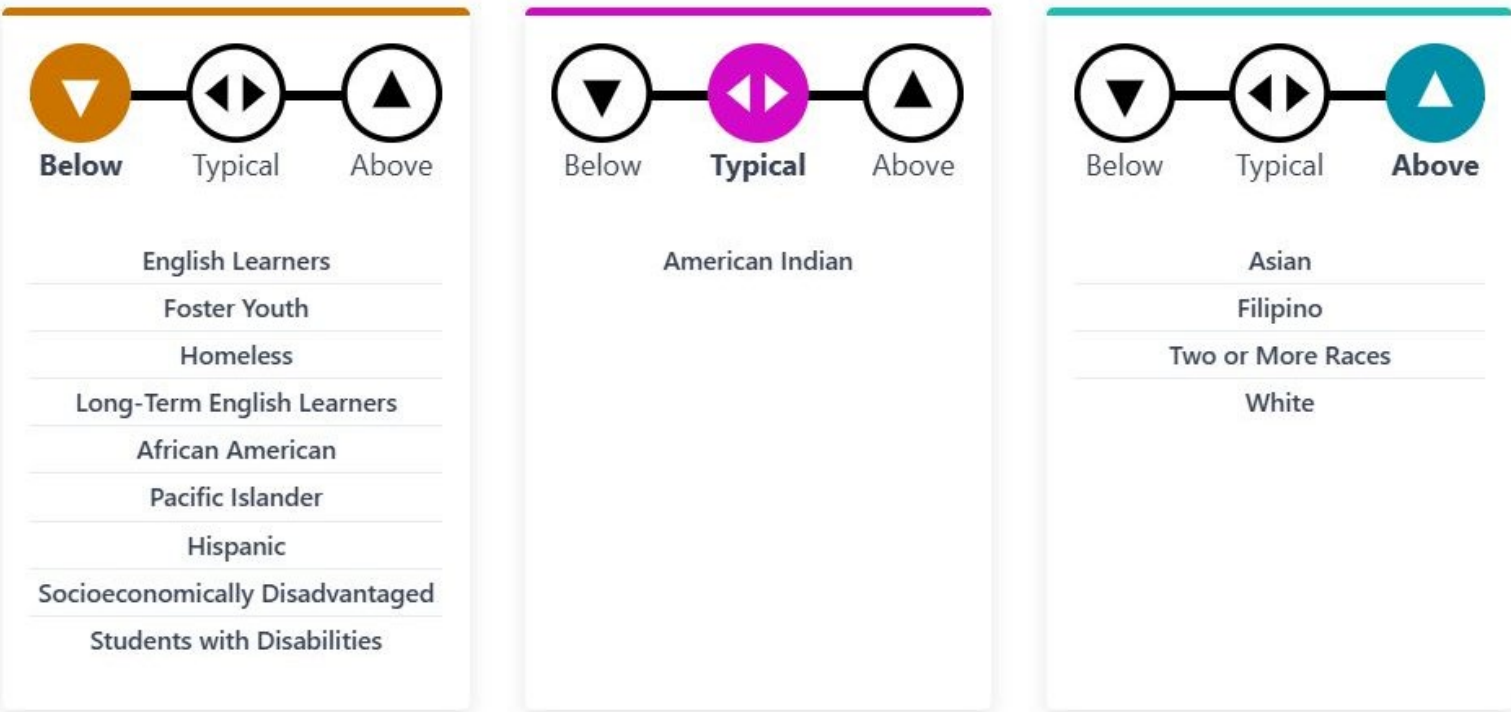 Below Typical Above
English Learners
Foster Youth
Homeless
Long-Term English Learners
African American
Pacific Islander
Hispanic
Socioeconomically Disadvantaged
Students with Disabilities
Below Typical Above
American Indian
Below Typical Above
Asian
Filipino
Two or More Races
White